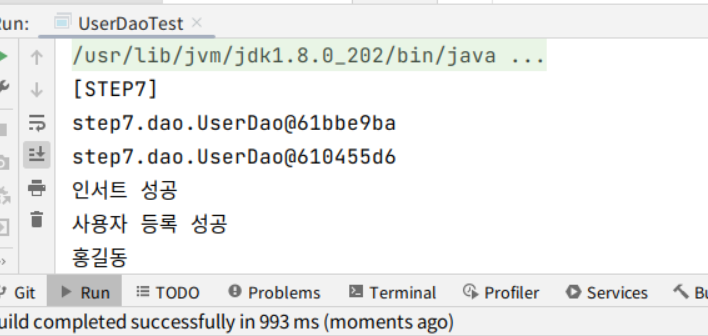 un:
UserDaoTest
/usr/lib/jvm/jdk1.8.0_202/bin/java ...
[STEP7]
step7.dao.UserDao@61bbe9ba
step7.dao.UserDao@610455d6
인서트 성공
사용자 등록 성공
홍길동
Git Run TODO Problems Terminal Profiler Services Bu
uild completed successfully in 993 ms (moments ago)